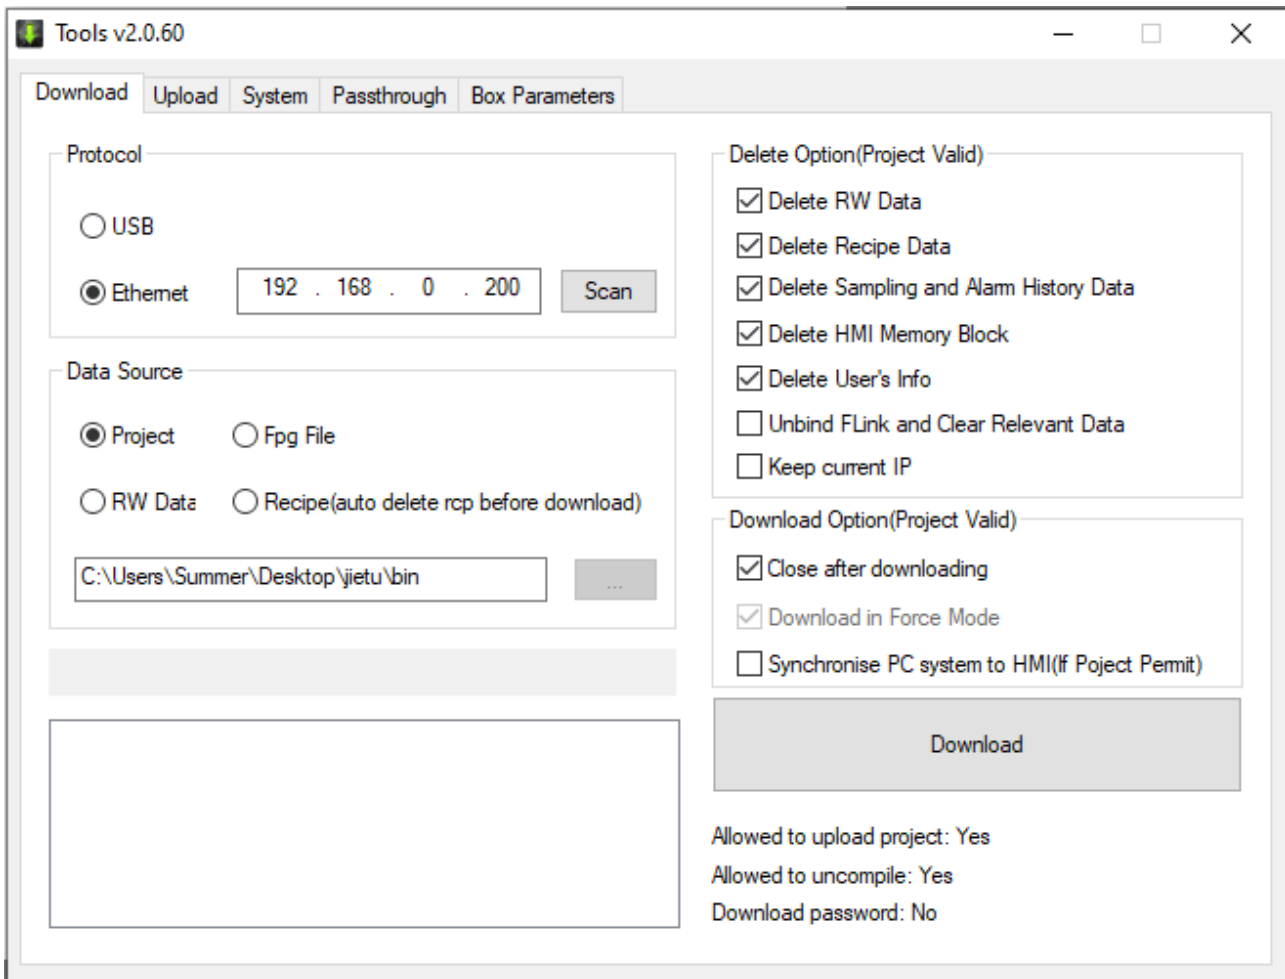 Tools v2.0.60
Download Upload System Passthrough Box Parameters
Protocol
USB
Ethernet 192 . 168 . 0 . 200 Scan
Data Source
Project Fpg File
RW Data Recipe(auto delete rcp before download)
C:\Users\Summer\Desktop\jietu\bin ...
Delete Option(Project Valid)
Delete RW Data
Delete Recipe Data
Delete Sampling and Alarm History Data
Delete HMI Memory Block
Delete User's Info
Unbind FLink and Clear Relevant Data
Keep current IP
Download Option(Project Valid)
Close after downloading
Download in Force Mode
Synchronise PC system to HMI(If Poject Permit)
Download
Allowed to upload project: Yes
Allowed to uncompile: Yes
Download password: No